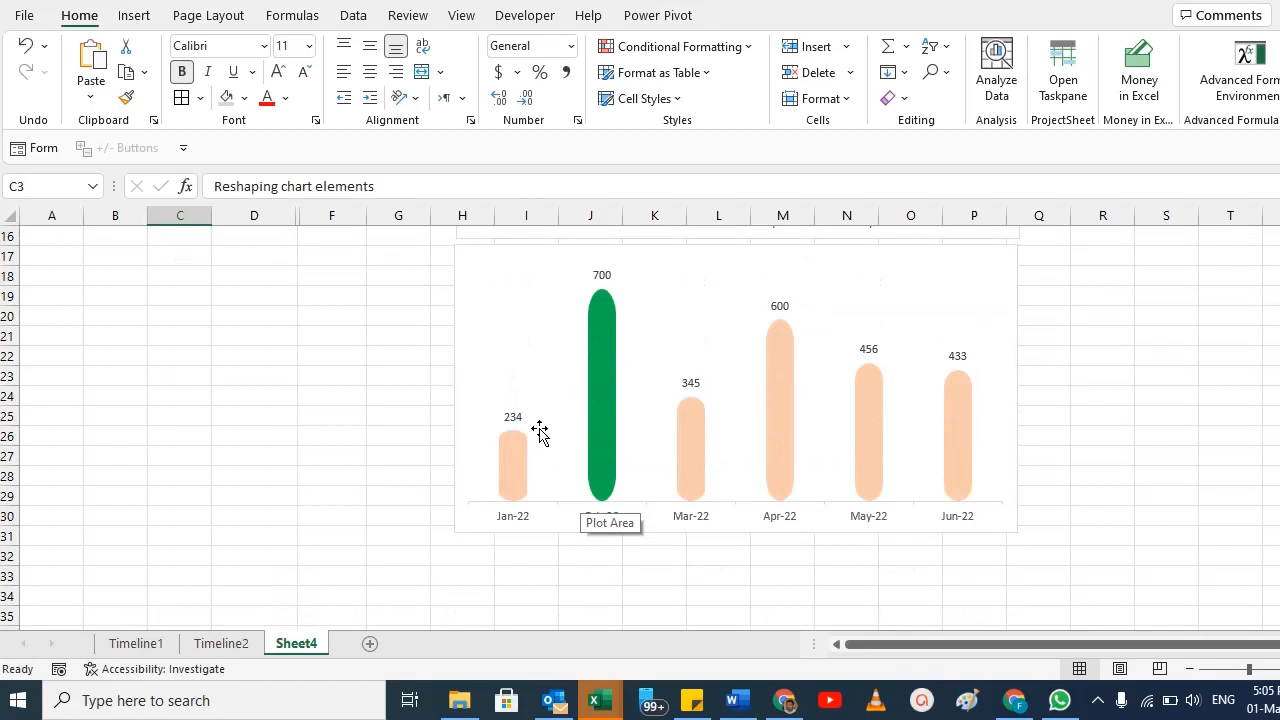 File Home Insert Page Layout Formulas Data Review View Developer Help Power Pivot Comments
Calibri 11 General Conditional Formatting Insert
Paste B I U $ % Format as Table Delete Analyze Data Open Taskpane Money in Excel Advanced
A Cell Styles Format
Undo Clipboard Font Alignment Number Styles Cells Editing Analysis ProjectSheet Money in Ex... Advanced
Form +/- Buttons
C3 fx Reshaping chart elements
A B C D F G H I J K L M N O P Q R S T
16
17
18 700
19
20 600
21
22 456
23 433
24 345
25 234
26
27
28
29
30 Jan-22 Mar-22 Apr-22 May-22 Jun-22
Plot Area
31
32
33
34
35
Timeline1 Timeline2 Sheet4
Ready Accessibility: Investigate
Type here to search 99+ ENG 5:05